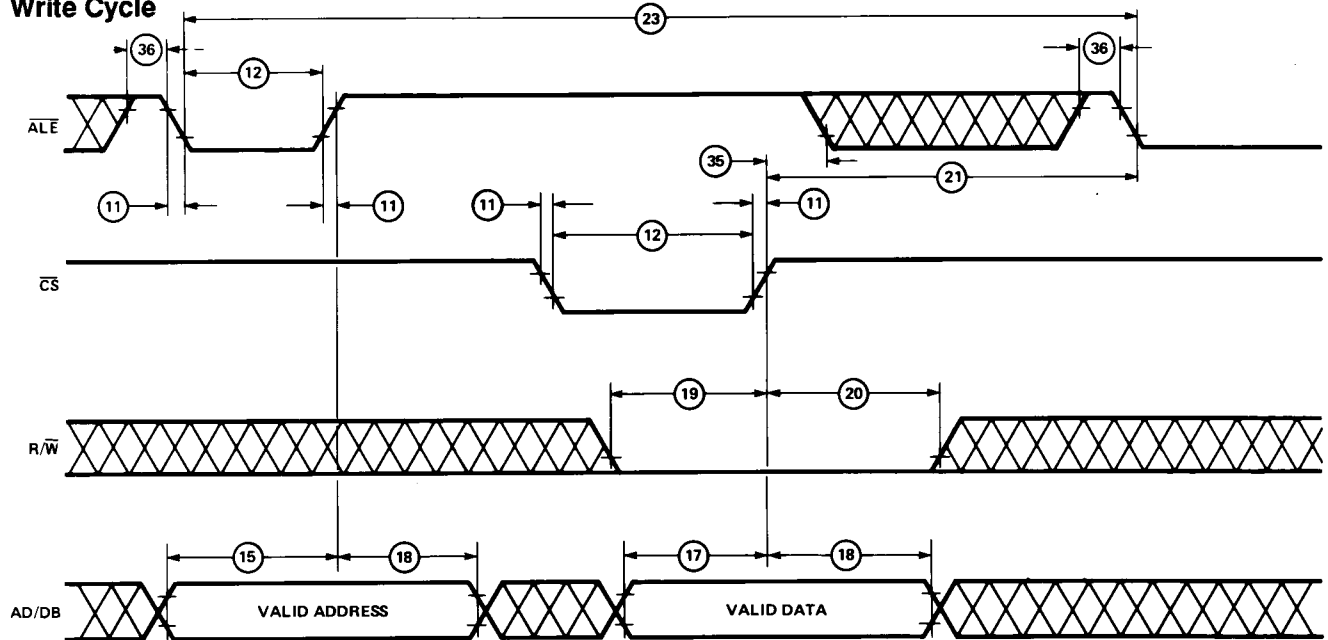 Write Cycle
23
36
12
36
ALE
35
21
11
11
11
11
12
CS
19
20
R/W
15
18
17
18
AD/DB
VALID ADDRESS
VALID DATA